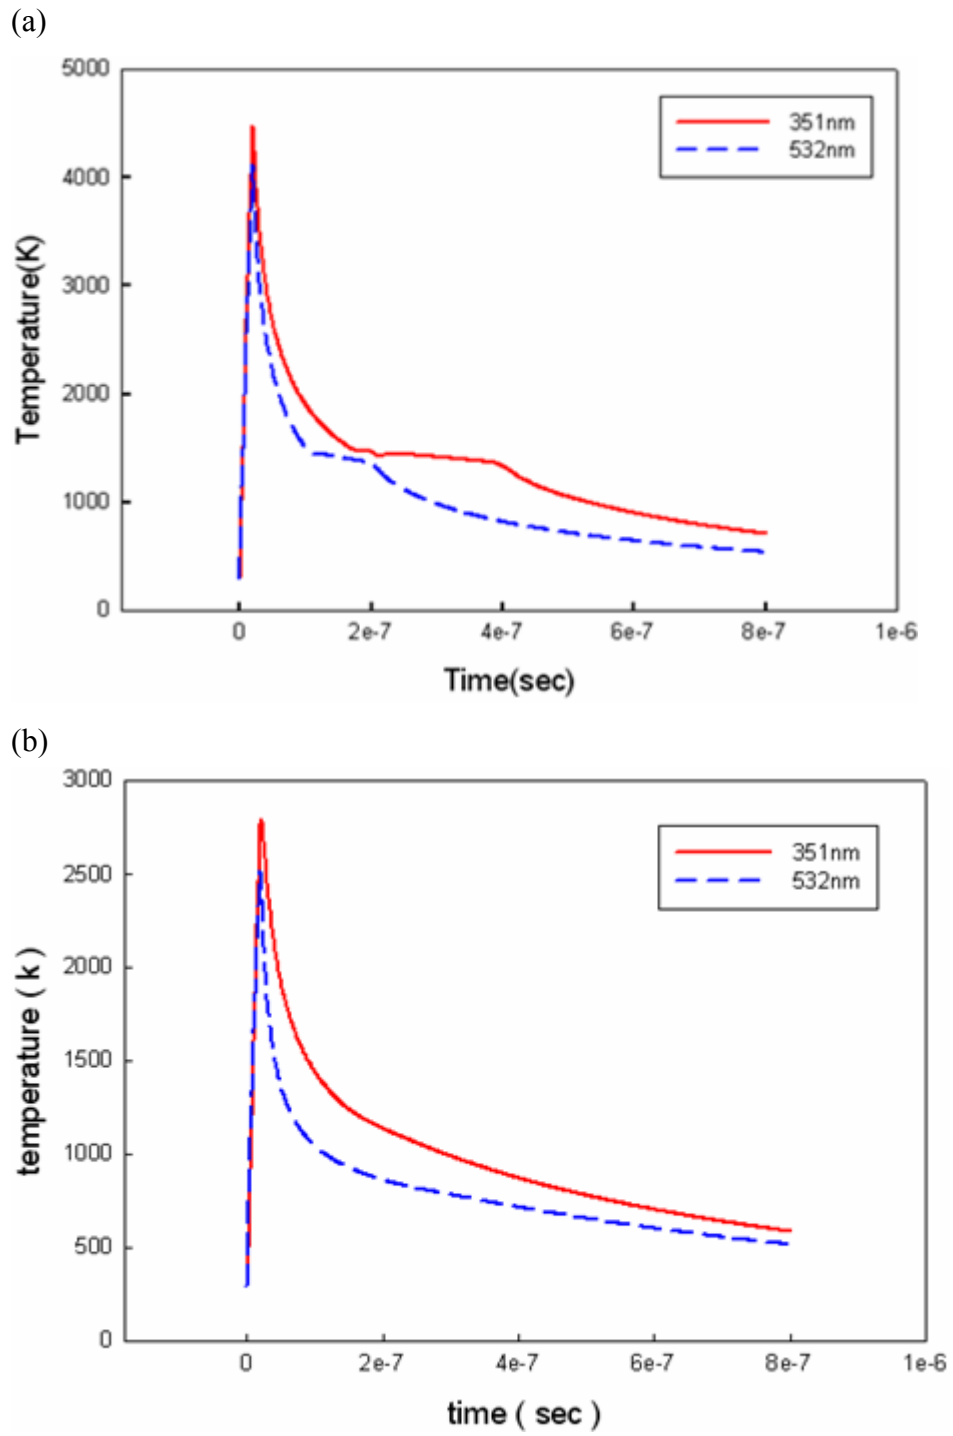 (a)
5000
4000
3000
2000
1000
0
Temperature(K)
351nm
532nm
0 2e-7 4e-7 6e-7 8e-7 1e-6
Time(sec)
(b)
3000
2500
2000
1500
1000
500
0
temperature ( k )
351nm
532nm
0 2e-7 4e-7 6e-7 8e-7 1e-6
time ( sec )